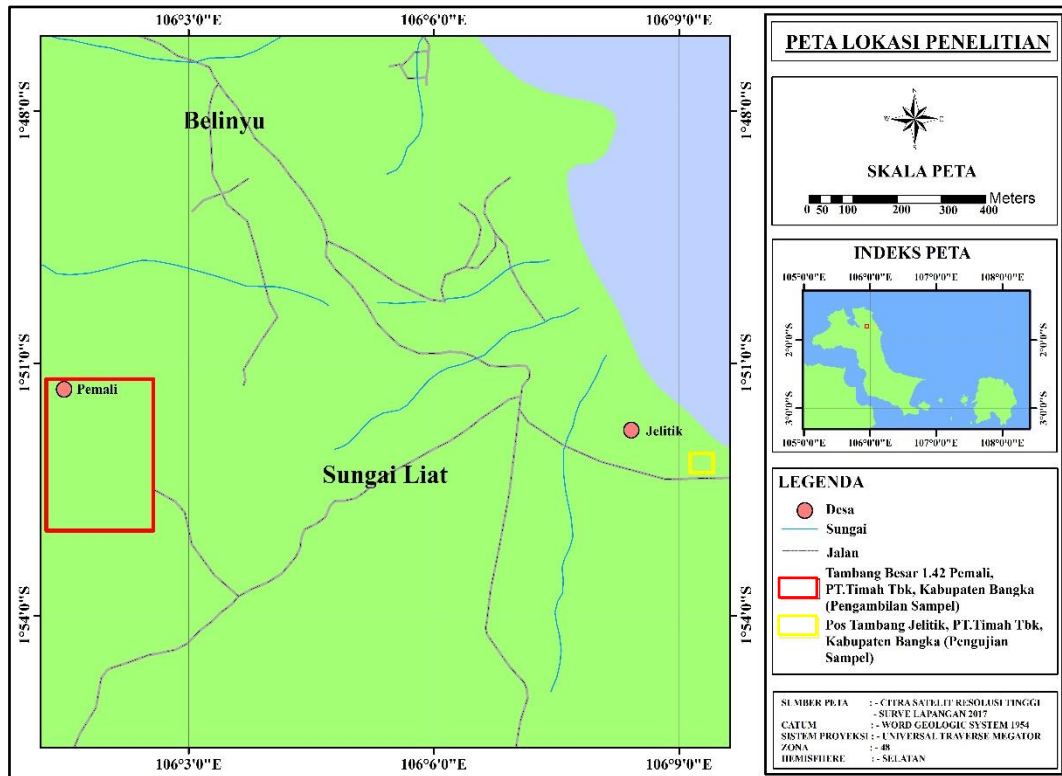 106°3'0"E 106°6'0"E 106°9'0"E
1°48'0"S
1°51'0"S
1°54'0"S
Belinyu
Pemali
Jelitik
Sungai Liat
1°48'0"S
1°51'0"S
1°54'0"S
106°3'0"E 106°6'0"E 106°9'0"E
PETA LOKASI PENELITIAN
N
W E
S
SKALA PETA
Meters
0 50 100 200 300 400
INDEKS PETA
105°0'0"E 106°0'0"E 107°0'0"E 108°0'0"E
2°0'0"S 2°0'0"S
3°0'0"S 3°0'0"S
105°0'0"E 106°0'0"E 107°0'0"E 108°0'0"E
LEGENDA
Desa
Sungai
Jalan
Tambang Besar 1.42 Pemali,
PT.Timah Tbk, Kabupaten Bangka
(Pengambilan Sampel)
Pos Tambang Jelitik, PT.Timah Tbk,
Kabupaten Bangka (Pengujian
Sampel)
SUMBER PETA : - CITRA SATELIT RESOLUSI TINGGI
- SURVE LAPANGAN 2017
CATUM : - WORD GEOLOGIC SYSTEM 1954
SISTEM PROYEKSI : - UNIVERSAL TRAVERSE MEGATOR
ZONA : - 48
HEMISFHERE : - SELATAN